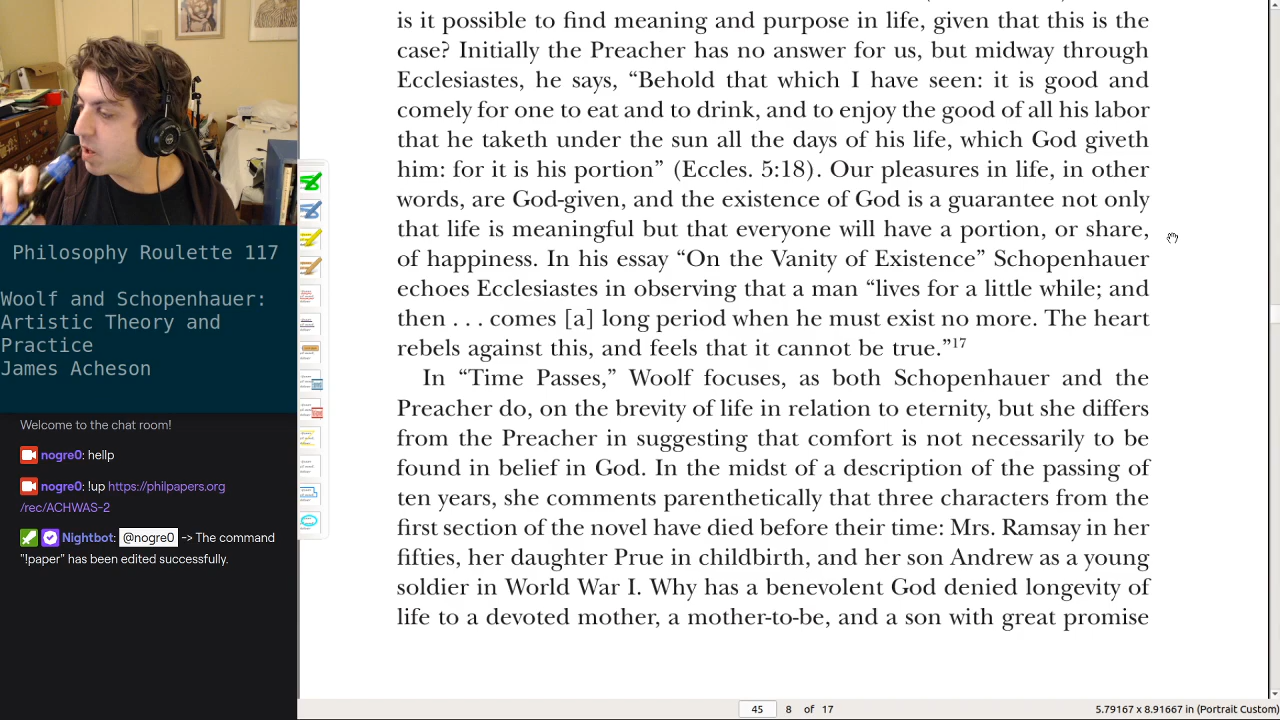 is it possible to find meaning and purpose in life, given that this is the
case? Initially the Preacher has no answer for us, but midway through
Ecclesiastes, he says, “Behold that which I have seen: it is good and
comely for one to eat and to drink, and to enjoy the good of all his labor
that he taketh under the sun all the days of his life, which God giveth
him: for it is his portion” (Eccles. 5:18). Our pleasures in life, in other
words, are God-given, and the existence of God is a guarantee not only
that life is meaningful but that everyone will have a portion, or share,
of happiness. In his essay “On the Vanity of Existence” Schopenhauer
echoes Ecclesiastes in observing that a man “lives for a little while; and
then . . . comes a long period when he must be no more. The heart
rebels against this, and feels that it cannot be true.”17
In “Time Passes,” Woolf focuses, as both Schopenhauer and the
Preacher do, on the brevity of life in relation to eternity, but she differs
from the Preacher in suggesting that comfort is not necessarily to be
found in belief in God. In the midst of a description of the passing of
ten years, she parenthetically notes that characters from the
first section of the novel have died before their time: Mrs. Ramsay in her
fifties, her daughter Prue in childbirth, and her son Andrew as a young
soldier in World War I. Why has a benevolent God denied longevity of
life to a devoted mother, a mother-to-be, and a son with great promise
Philosophy Roulette 117
Woolf and Schopenhauer:
Artistic Theory and
Practice
James Acheson
Welcome to the chat room!
nogre0: hellp
nogre0: !up https://philpapers.org
/rec/ACHWAS-2
Nightbot: @nogre0 -> The command
"!paper" has been edited successfully.
45 8 of 17
5.79167 x 8.91667 in (Portrait Custom)